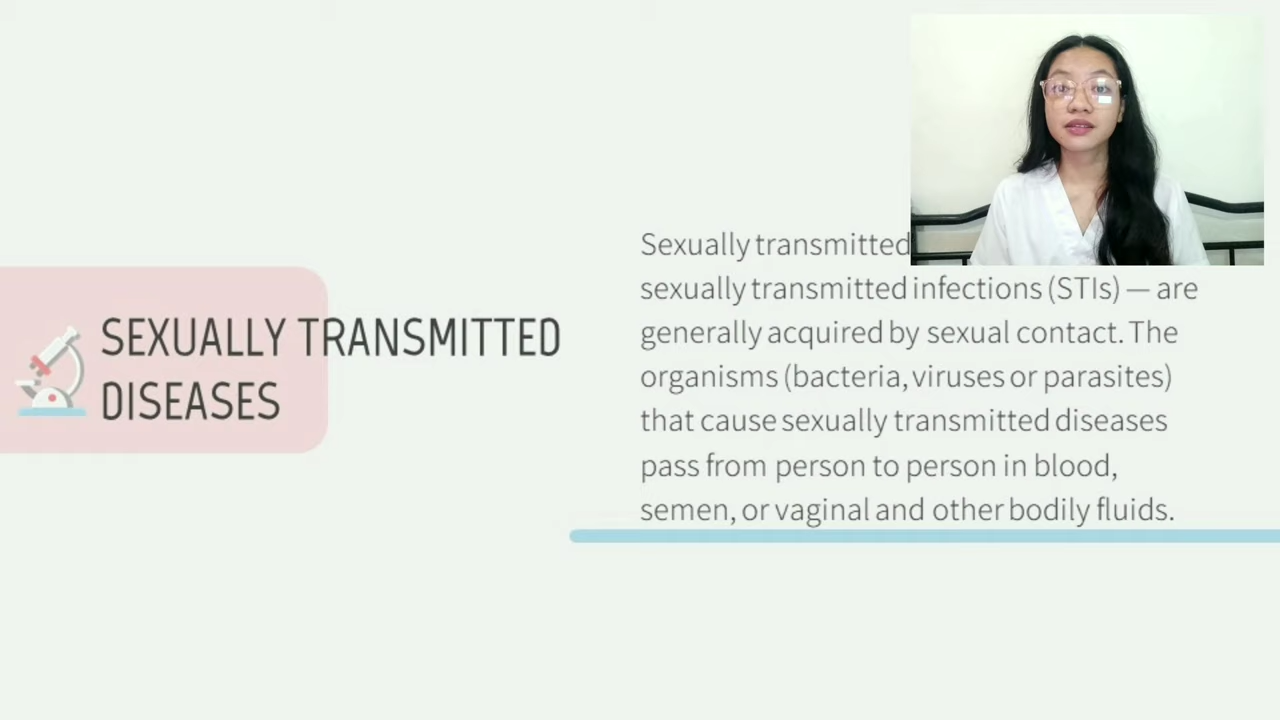 SEXUALLY TRANSMITTED
DISEASES
Sexually transmitted
sexually transmitted infections (STIs) — are
generally acquired by sexual contact. The
organisms (bacteria, viruses or parasites)
that cause sexually transmitted diseases
pass from person to person in blood,
semen, or vaginal and other bodily fluids.